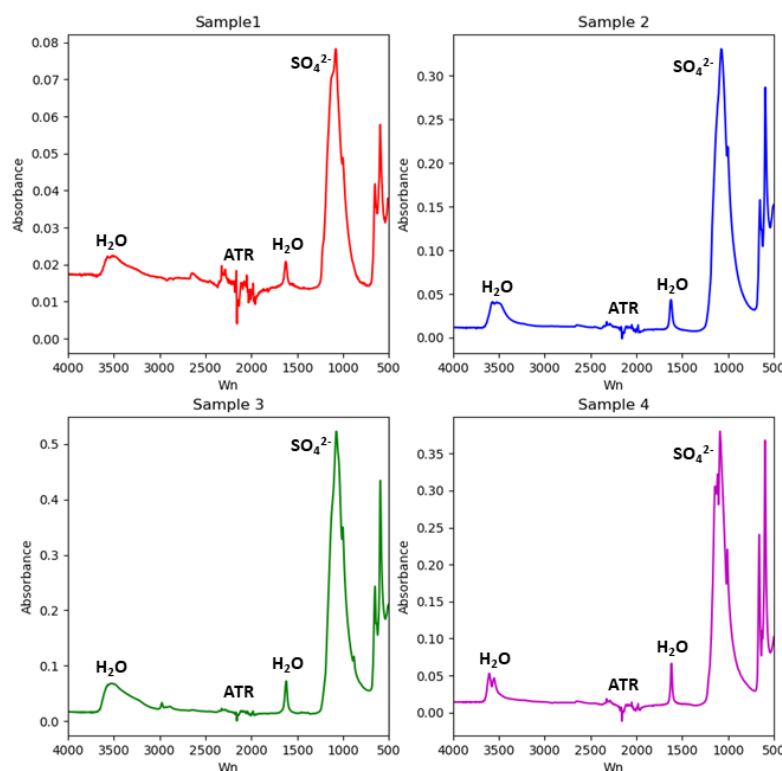 Sample1
0.08
0.07
0.06
0.05
0.04
0.03
0.02
0.01
0.00
Absorbance
SO₄²⁻
H₂O
ATR
H₂O
4000 3500 3000 2500 2000 1500 1000 500
Wn
Sample 2
0.30
0.25
0.20
0.15
0.10
0.05
0.00
Absorbance
SO₄²⁻
H₂O
ATR
H₂O
4000 3500 3000 2500 2000 1500 1000 500
Wn
Sample 3
0.5
0.4
0.3
0.2
0.1
0.0
Absorbance
SO₄²⁻
H₂O
ATR
H₂O
4000 3500 3000 2500 2000 1500 1000 500
Wn
Sample 4
0.35
0.30
0.25
0.20
0.15
0.10
0.05
0.00
Absorbance
SO₄²⁻
H₂O
ATR
H₂O
4000 3500 3000 2500 2000 1500 1000 500
Wn